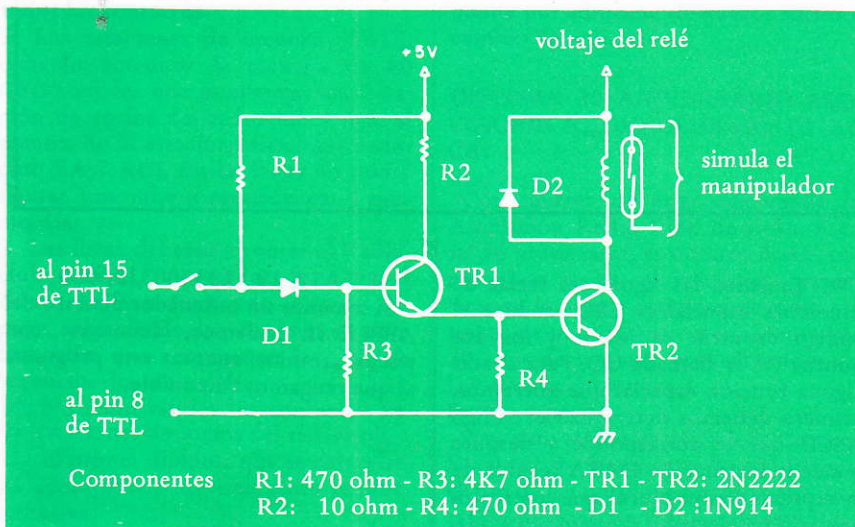 +5V
voltaje del relé
R1
R2
D2
simula el
manipulador
al pin 15
de TTL
TR1
D1
R3
TR2
R4
al pin 8
de TTL
Componentes R1: 470 ohm - R3: 4K7 ohm - TR1 - TR2: 2N2222
R2: 10 ohm - R4: 470 ohm - D1 - D2 :1N914